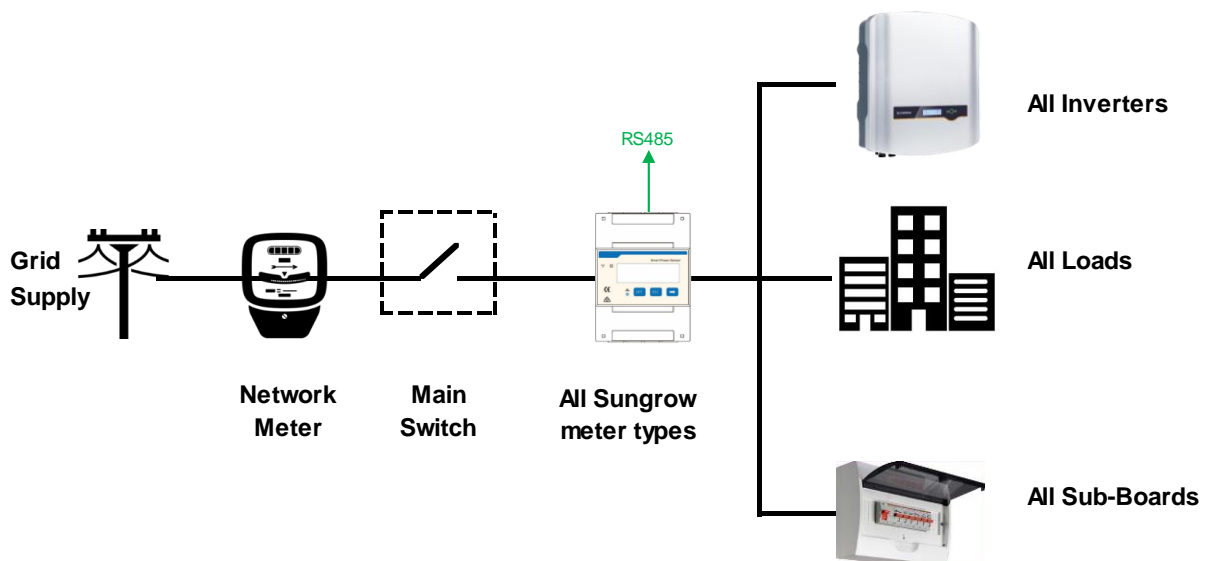 All Inverters
RS485
Grid
Supply
All Loads
Network
Meter
Main
Switch
All Sungrow
meter types
All Sub-Boards